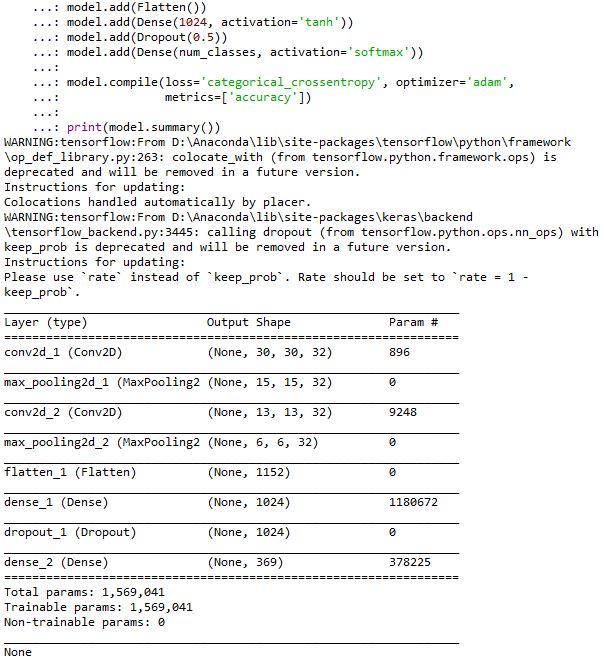 ...: model.add(Flatten())
...: model.add(Dense(1024, activation='tanh'))
...: model.add(Dropout(0.5))
...: model.add(Dense(num_classes, activation='softmax'))
...:
...: model.compile(loss='categorical_crossentropy', optimizer='adam',
...:               metrics=['accuracy'])
...:
...: print(model.summary())
WARNING:tensorflow:From D:\Anaconda\lib\site-packages\tensorflow\python\framework
\op_def_library.py:263: colocate_with (from tensorflow.python.framework.ops) is
deprecated and will be removed in a future version.
Instructions for updating:
Colocations handled automatically by placer.
WARNING:tensorflow:From D:\Anaconda\lib\site-packages\keras\backend
\tensorflow_backend.py:3445: calling dropout (from tensorflow.python.ops.nn_ops) with
keep_prob is deprecated and will be removed in a future version.
Instructions for updating:
Please use `rate` instead of `keep_prob`. Rate should be set to `rate = 1 -
keep_prob`.
_________________________________________________________________
Layer (type)                 Output Shape              Param #
=================================================================
conv2d_1 (Conv2D)            (None, 30, 30, 32)        896
_________________________________________________________________
max_pooling2d_1 (MaxPooling2 (None, 15, 15, 32)        0
_________________________________________________________________
conv2d_2 (Conv2D)            (None, 13, 13, 32)        9248
_________________________________________________________________
max_pooling2d_2 (MaxPooling2 (None, 6, 6, 32)          0
_________________________________________________________________
flatten_1 (Flatten)          (None, 1152)              0
_________________________________________________________________
dense_1 (Dense)              (None, 1024)              1180672
_________________________________________________________________
dropout_1 (Dropout)          (None, 1024)              0
_________________________________________________________________
dense_2 (Dense)              (None, 369)               378225
=================================================================
Total params: 1,569,041
Trainable params: 1,569,041
Non-trainable params: 0
_________________________________________________________________
None